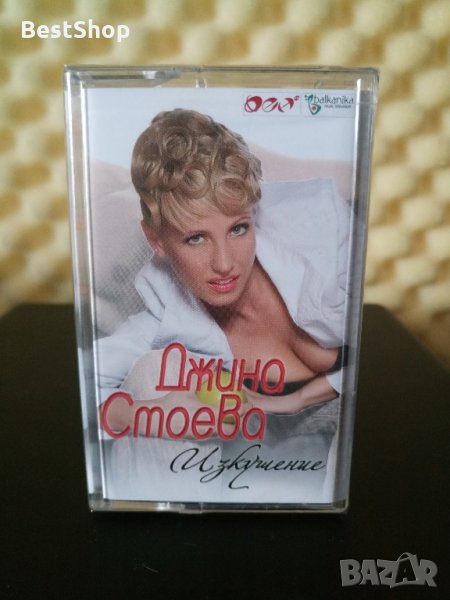 BestShop
balkanika
Джина
Стоева
Изкушение
BAZAR